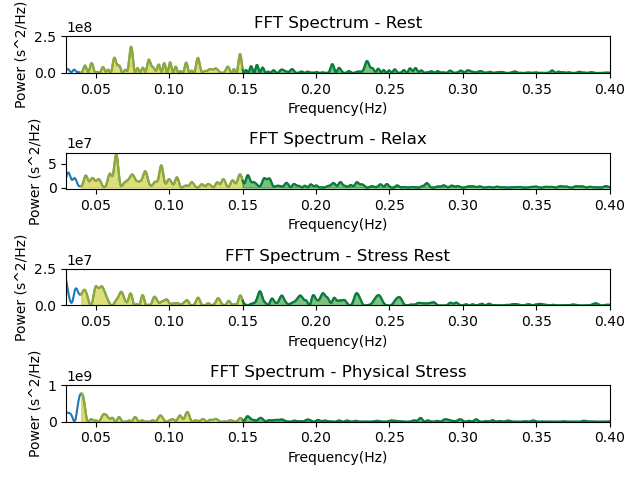 FFT Spectrum - Rest
1e8
2.5
0.0
Power (s^2/Hz)
0.05 0.10 0.15 0.20 0.25 0.30 0.35 0.40
Frequency(Hz)
FFT Spectrum - Relax
1e7
5
0
Power (s^2/Hz)
0.05 0.10 0.15 0.20 0.25 0.30 0.35 0.40
Frequency(Hz)
FFT Spectrum - Stress Rest
1e7
2.5
0.0
Power (s^2/Hz)
0.05 0.10 0.15 0.20 0.25 0.30 0.35 0.40
Frequency(Hz)
FFT Spectrum - Physical Stress
1e9
1
0
Power (s^2/Hz)
0.05 0.10 0.15 0.20 0.25 0.30 0.35 0.40
Frequency(Hz)